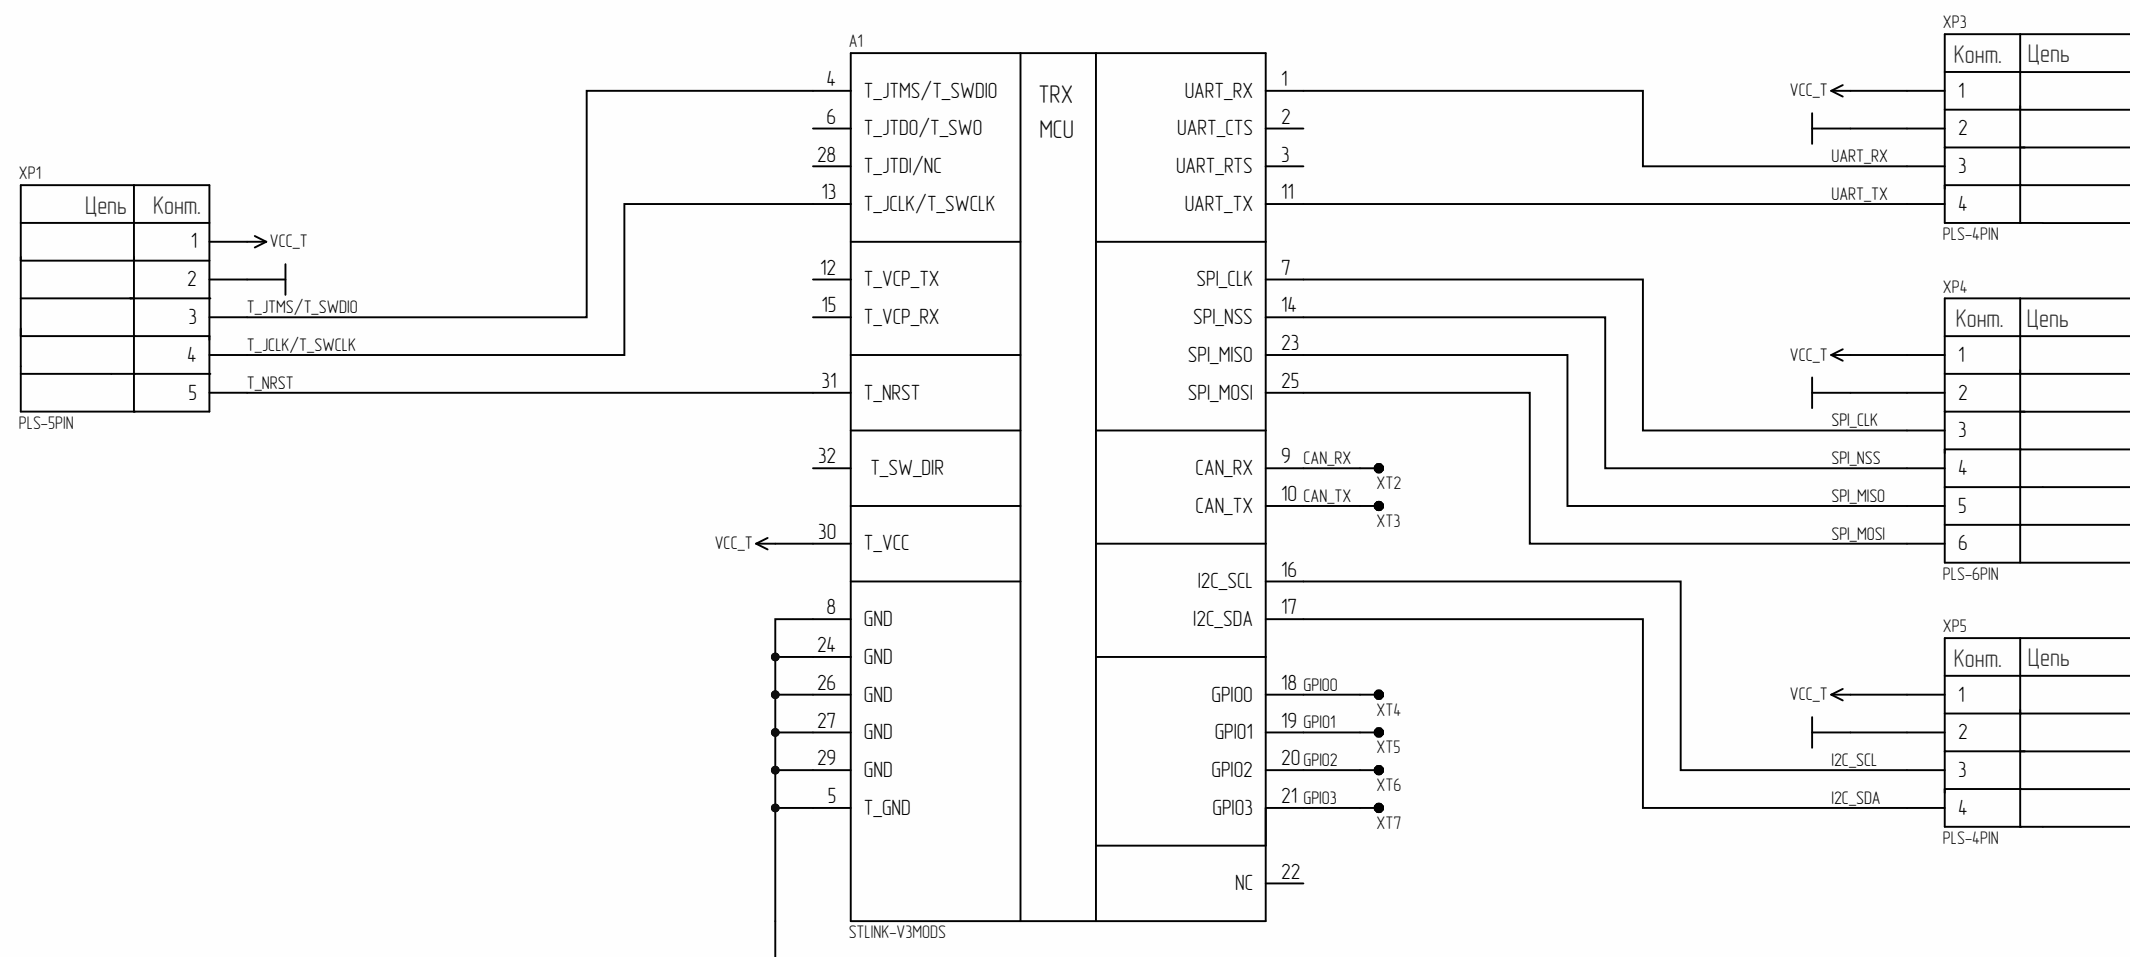 A1
TRX
MCU
4 T_JTMS/T_SWDIO
6 T_JTDO/T_SWO
28 T_JTDI/NC
13 T_JCLK/T_SWCLK
12 T_VCP_TX
15 T_VCP_RX
31 T_NRST
32 T_SW_DIR
VCC_T 30 T_VCC
8 GND
24 GND
26 GND
27 GND
29 GND
5 T_GND
UART_RX 1
UART_CTS 2
UART_RTS 3
UART_TX 11
SPI_CLK 7
SPI_NSS 14
SPI_MISO 23
SPI_MOSI 25
CAN_RX 9 CAN_RX
XT2
CAN_TX 10 CAN_TX
XT3
I2C_SCL 16
I2C_SDA 17
GPIO0 18 GPIO0
XT4
GPIO1 19 GPIO1
XT5
GPIO2 20 GPIO2
XT6
GPIO3 21 GPIO3
XT7
NC 22
STLINK-V3MODS
XP1
Цепь Конт.
1 VCC_T
2
3 T_JTMS/T_SWDIO
4 T_JCLK/T_SWCLK
5 T_NRST
PLS-5PIN
XP3
Конт. Цепь
VCC_T 1
2
UART_RX 3
UART_TX 4
PLS-4PIN
XP4
Конт. Цепь
VCC_T 1
2
SPI_CLK 3
SPI_NSS 4
SPI_MISO 5
SPI_MOSI 6
PLS-6PIN
XP5
Конт. Цепь
VCC_T 1
2
I2C_SCL 3
I2C_SDA 4
PLS-4PIN